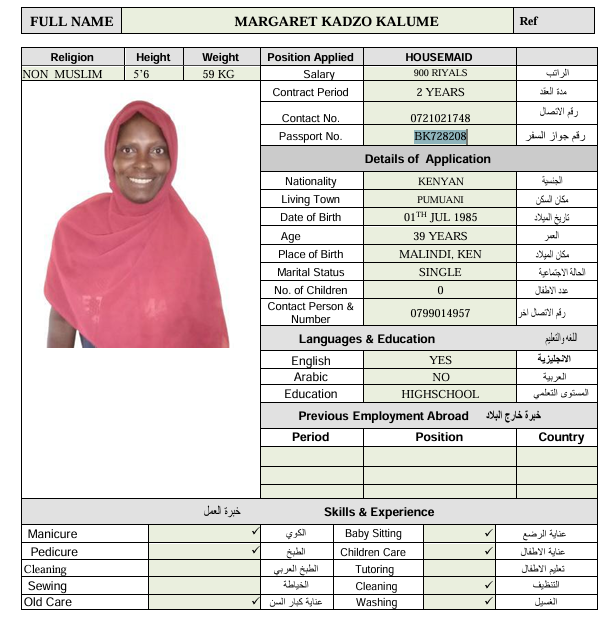 FULL NAME MARGARET KADZO KALUME Ref
Religion Height Weight Position Applied HOUSEMAID
NON MUSLIM 5’6 59 KG Salary 900 RIYALS الراتب
Contract Period 2 YEARS مدة العقد
Contact No. 0721021748 رقم الاتصال
Passport No. BK728208 رقم جواز السفر
Details of Application
Nationality KENYAN الجنسية
Living Town PUMUANI مكان السكن
Date of Birth 01TH JUL 1985 تاريخ الميلاد
Age 39 YEARS العمر
Place of Birth MALINDI, KEN مكان الميلاد
Marital Status SINGLE الحالة الاجتماعية
No. of Children 0 عدد الاطفال
Contact Person & Number 0799014957 رقم الاتصال اخر
Languages & Education اللغه والتعليم
English YES الانجليزية
Arabic NO العربية
Education HIGHSCHOOL المستوى التعلمي
Previous Employment Abroad خبرة خارج البلاد
Period Position Country
خبرة العمل Skills & Experience
Manicure ✓ الكوي Baby Sitting ✓ عناية الرضع
Pedicure ✓ الطبخ Children Care ✓ عناية الاطفال
Cleaning الطبخ العربي Tutoring تعليم الاطفال
Sewing الخياطة Cleaning ✓ التنظيف
Old Care ✓ عناية كبار السن Washing ✓ الغسيل